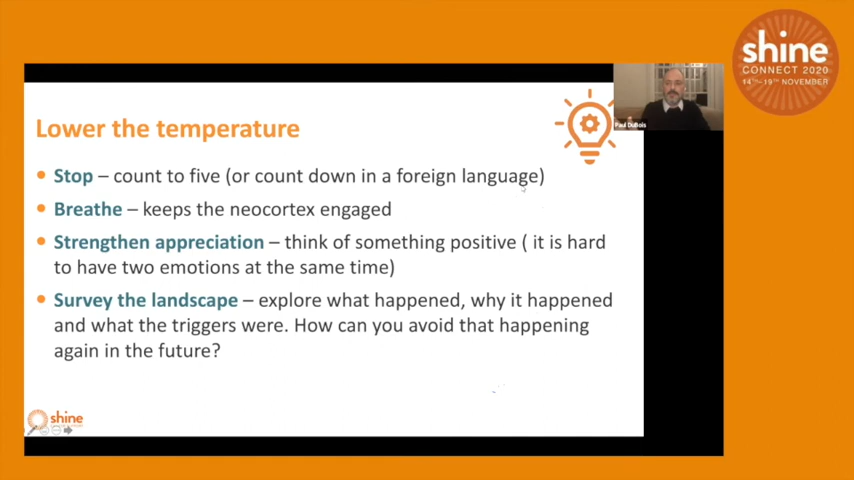 shine
CONNECT 2020
14TH-19TH NOVEMBER
Paul DuBois
Lower the temperature
Stop – count to five (or count down in a foreign language)
Breathe – keeps the neocortex engaged
Strengthen appreciation – think of something positive ( it is hard
to have two emotions at the same time)
Survey the landscape – explore what happened, why it happened
and what the triggers were. How can you avoid that happening
again in the future?
shine